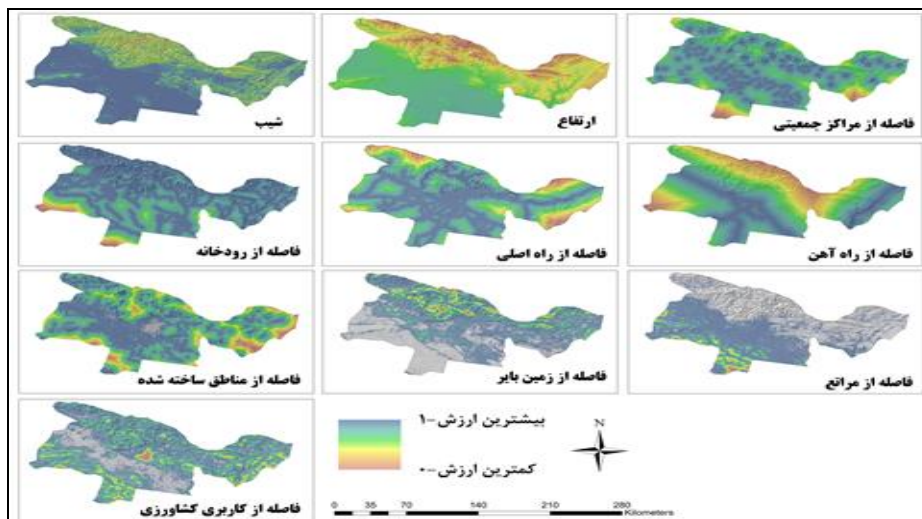 شیب
ارتفاع
فاصله از مراکز جمعیتی
فاصله از رودخانه
فاصله از راه اصلی
فاصله از راه آهن
فاصله از مناطق ساخته شده
فاصله از زمین بایر
فاصله از مراتع
فاصله از کاربری کشاورزی
بیشترین ارزش-۱
کمترین ارزش-۰
N
0 35 70 140 210 280
Kilometers